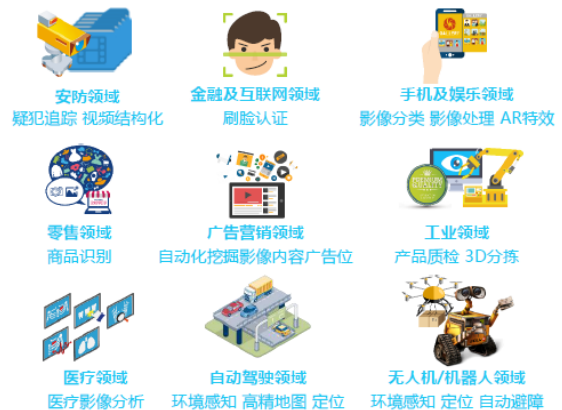 安防领域
疑犯追踪 视频结构化
金融及互联网领域
刷脸认证
手机及娱乐领域
影像分类 影像处理 AR特效
零售领域
商品识别
广告营销领域
自动化挖掘影像内容广告位
工业领域
产品质检 3D分拣
医疗领域
医疗影像分析
自动驾驶领域
环境感知 高精地图 定位
无人机/机器人领域
环境感知 定位 自动避障